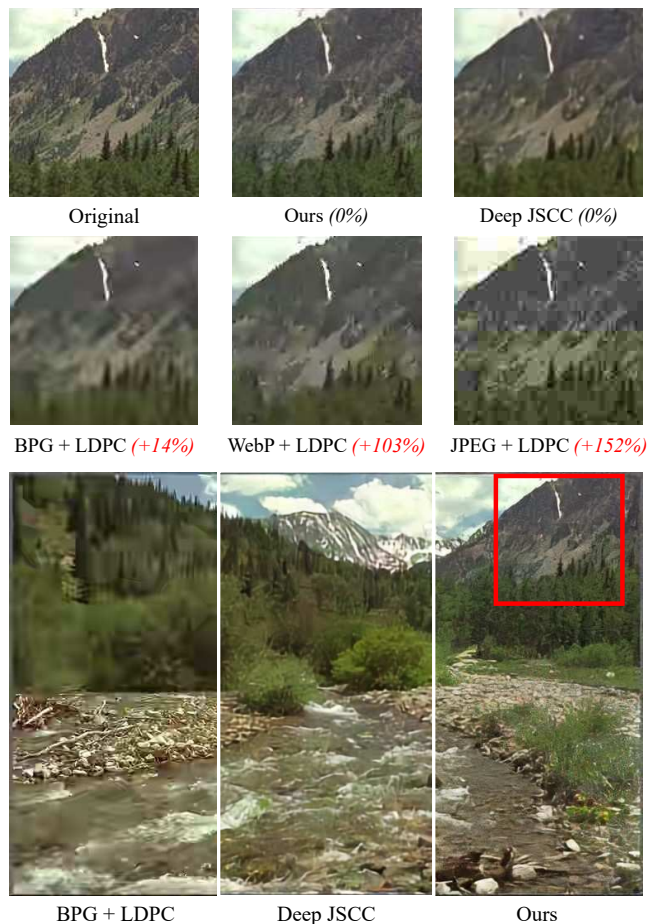 Original
Ours (0%)
Deep JSCC (0%)
BPG + LDPC (+14%)
WebP + LDPC (+103%)
JPEG + LDPC (+152%)
BPG + LDPC
Deep JSCC
Ours